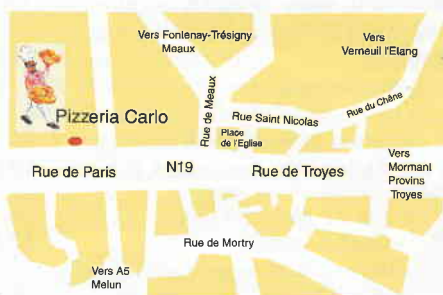 Vers Fontenay-Trésigny
Meaux
Vers
Verneuil l'Etang
Pizzeria Carlo
Rue de Meaux
Rue Saint Nicolas
Rue du Chêne
Place
de l'Eglise
Rue de Paris
N19
Rue de Troyes
Vers
Mormant
Provins
Troyes
Rue de Mortry
Vers A5
Melun